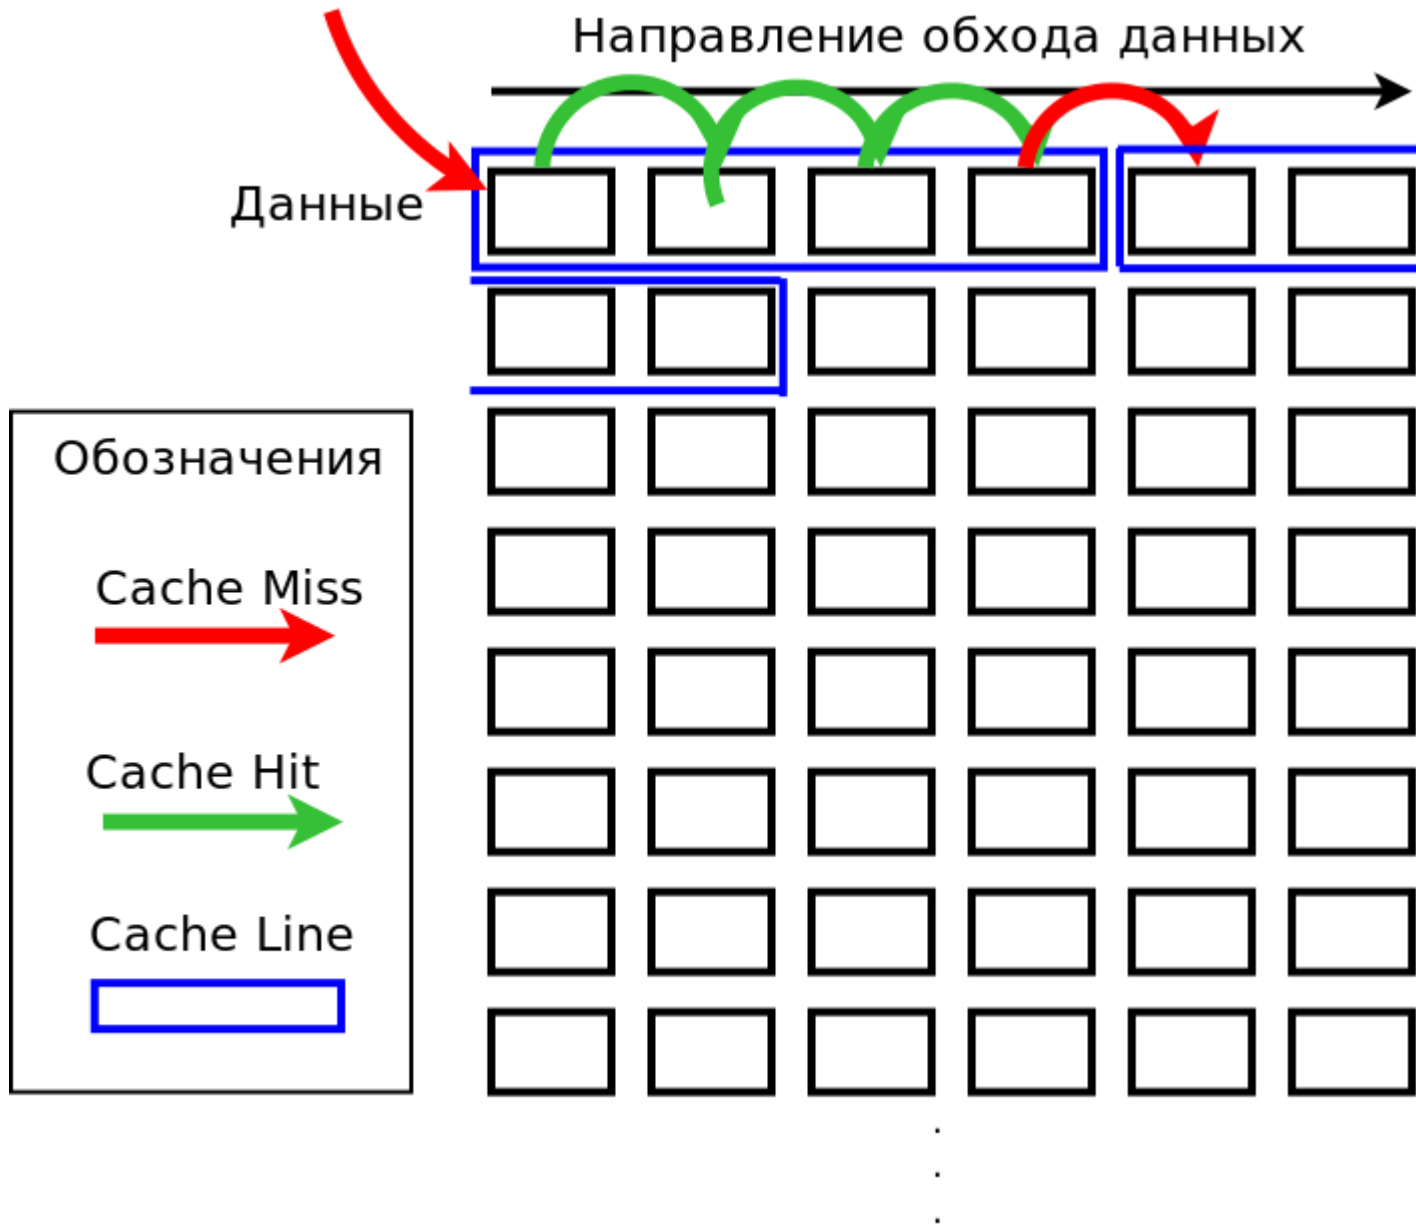 Направление обхода данных
Данные
Обозначения
Cache Miss
Cache Hit
Cache Line
.
.
.